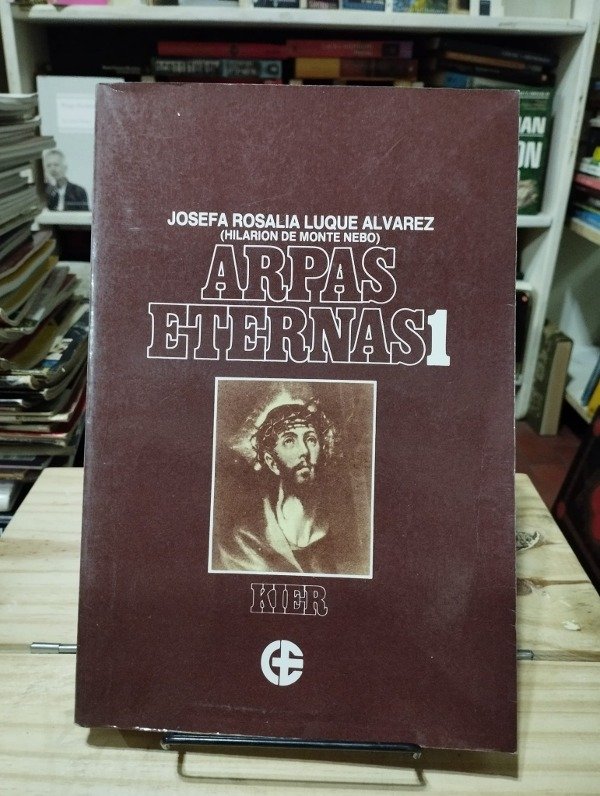 JOSEFA ROSALIA LUQUE ALVAREZ
(HILARION DE MONTE NEBO)
ARPAS
ETERNAS1
KIER